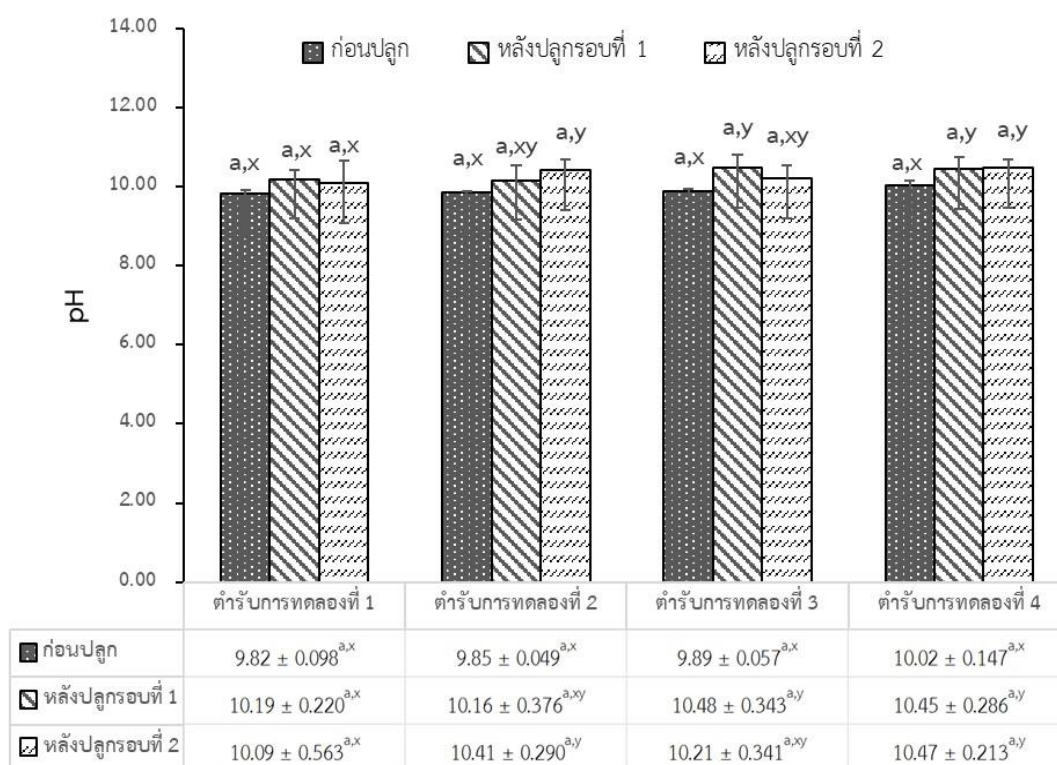 14.00
ก่อนปลูก หลังปลูกรอบที่ 1 หลังปลูกรอบที่ 2
12.00
a,x a,x a,x a,x a,xy a,y a,x a,y a,xy a,x a,y a,y
10.00
8.00
pH
6.00
4.00
2.00
0.00
ตำรับการทดลองที่ 1 ตำรับการทดลองที่ 2 ตำรับการทดลองที่ 3 ตำรับการทดลองที่ 4
ก่อนปลูก 9.82 ± 0.098a,x 9.85 ± 0.049a,x 9.89 ± 0.057a,x 10.02 ± 0.147a,x
หลังปลูกรอบที่ 1 10.19 ± 0.220a,x 10.16 ± 0.376a,xy 10.48 ± 0.343a,y 10.45 ± 0.286a,y
หลังปลูกรอบที่ 2 10.09 ± 0.563a,x 10.41 ± 0.290a,y 10.21 ± 0.341a,xy 10.47 ± 0.213a,y